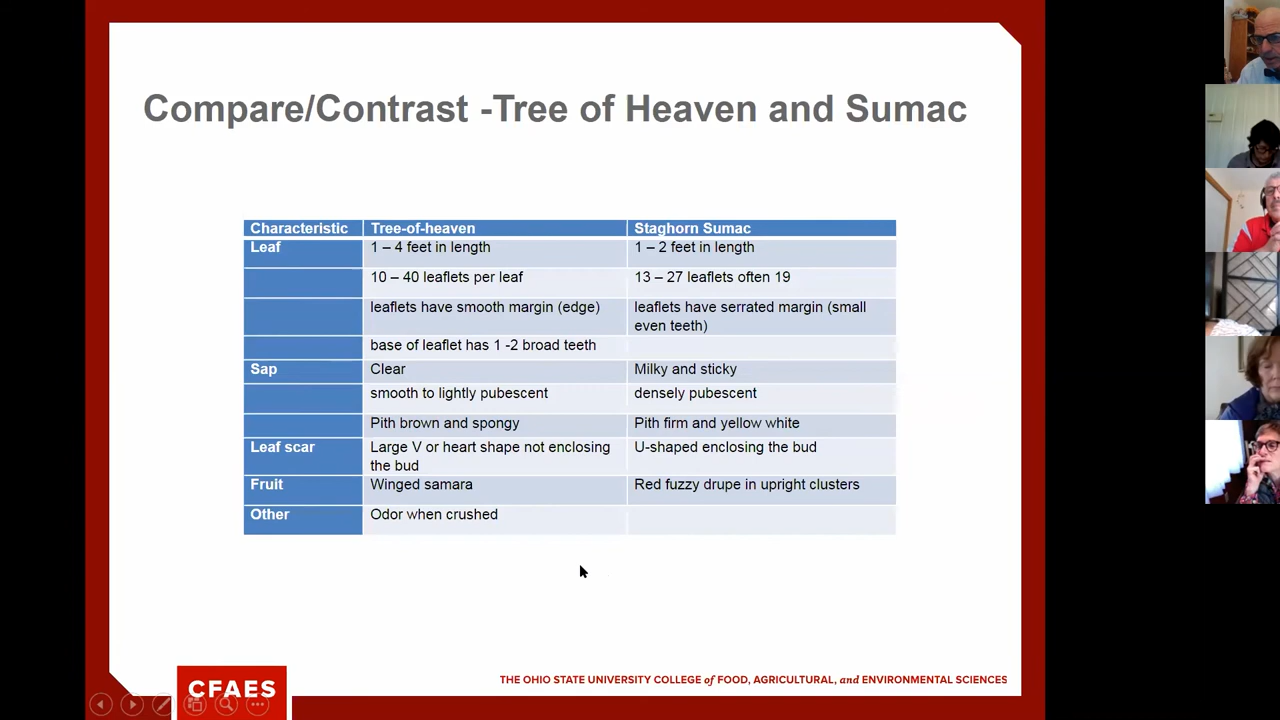 Compare/Contrast -Tree of Heaven and Sumac
Characteristic Tree-of-heaven Staghorn Sumac
Leaf 1 – 4 feet in length 1 – 2 feet in length
10 – 40 leaflets per leaf 13 – 27 leaflets often 19
leaflets have smooth margin (edge) leaflets have serrated margin (small
even teeth)
base of leaflet has 1 -2 broad teeth
Sap Clear Milky and sticky
smooth to lightly pubescent densely pubescent
Pith brown and spongy Pith firm and yellow white
Leaf scar Large V or heart shape not enclosing U-shaped enclosing the bud
the bud
Fruit Winged samara Red fuzzy drupe in upright clusters
Other Odor when crushed
CFAES
THE OHIO STATE UNIVERSITY COLLEGE of FOOD, AGRICULTURAL, and ENVIRONMENTAL SCIENCES